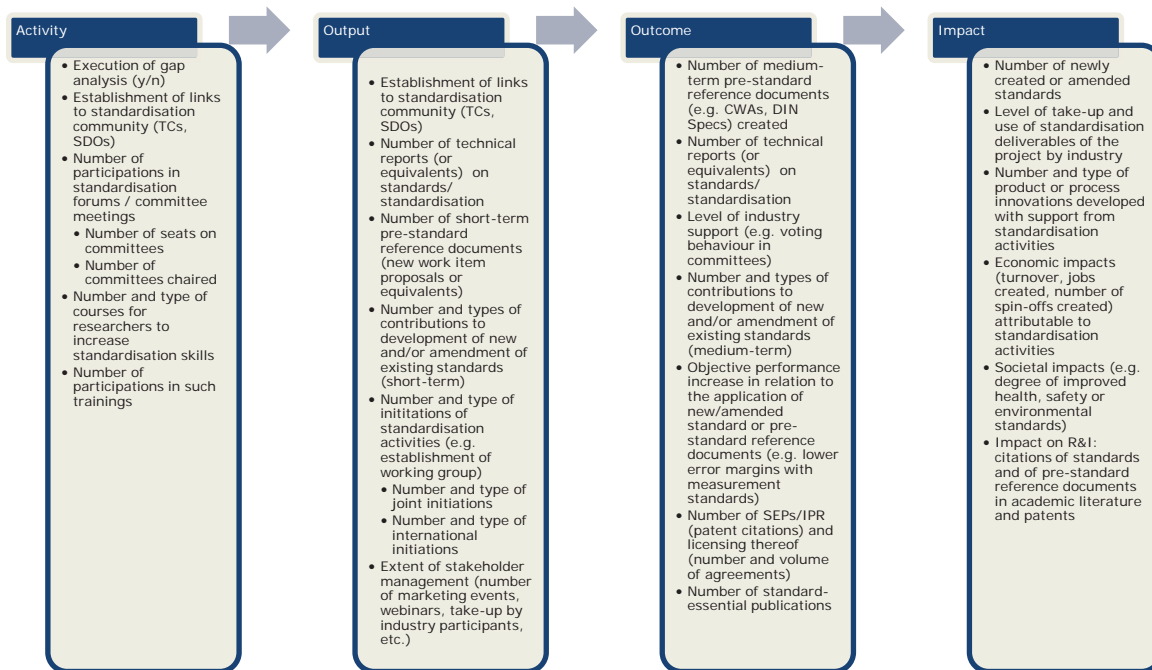 Activity
• Execution of gap
analysis (y/n)
• Establishment of links
to standardisation
community (TCs,
SDOs)
• Number of
participations in
standardisation
forums / committee
meetings
• Number of seats on
committees
• Number of
committees chaired
• Number and type of
courses for
researchers to
increase
standardisation skills
• Number of
participations in such
trainings
Output
• Establishment of links
to standardisation
community (TCs,
SDOs)
• Number of technical
reports (or
equivalents) on
standards/
standardisation
• Number of short-term
pre-standard
reference documents
(new work item
proposals or
equivalents)
• Number and types of
contributions to
development of new
and/or amendment of
existing standards
(short-term)
• Number and type of
inititations of
standardisation
activities (e.g.
establishment of
working group)
• Number and type of
joint initiations
• Number and type of
international
initiations
• Extent of stakeholder
management (number
of marketing events,
webinars, take-up by
industry participants,
etc.)
Outcome
• Number of medium-
term pre-standard
reference documents
(e.g. CWAs, DIN
Specs) created
• Number of technical
reports (or
equivalents) on
standards/
standardisation
• Level of industry
support (e.g. voting
behaviour in
committees)
• Number and types of
contributions to
development of new
and/or amendment of
existing standards
(medium-term)
• Objective performance
increase in relation to
the application of
new/amended
standard or pre-
standard reference
documents (e.g. lower
error margins with
measurement
standards)
• Number of SEPs/IPR
(patent citations) and
licensing thereof
(number and volume
of agreements)
• Number of standard-
essential publications
Impact
• Number of newly
created or amended
standards
• Level of take-up and
use of standardisation
deliverables of the
project by industry
• Number and type of
product or process
innovations developed
with support from
standardisation
activities
• Economic impacts
(turnover, jobs
created, number of
spin-offs created)
attributable to
standardisation
activities
• Societal impacts (e.g.
degree of improved
health, safety or
environmental
standards)
• Impact on R&I:
citations of standards
and of pre-standard
reference documents
in academic literature
and patents